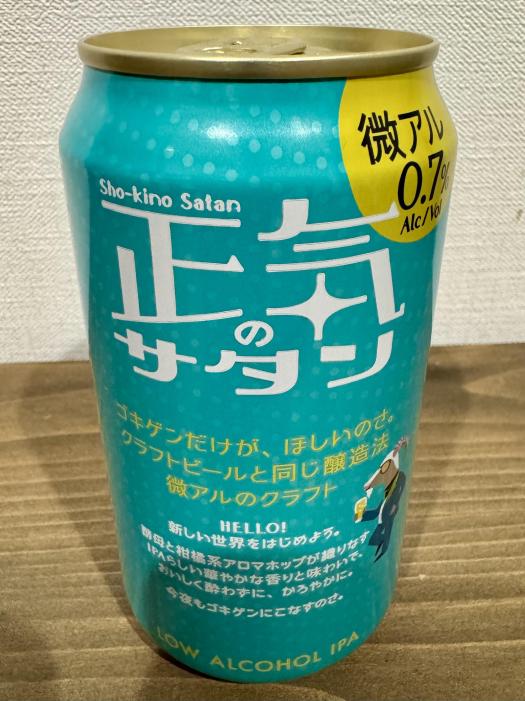 微アル
0.7%
Alc/Vol
Sho-kino Satan
正気
の
サタン
ゴキゲンだけが、ほしいのさ。
クラフトビールと同じ醸造法
微アルのクラフト
HELLO!
新しい世界をはじめよう。
酵母と柑橘系アロマホップが織りなす
IPAらしい華やかな香りと味わいで、
おいしく酔わずに、かろやかに。
今夜もゴキゲンにこなすのさ。
LOW ALCOHOL IPA